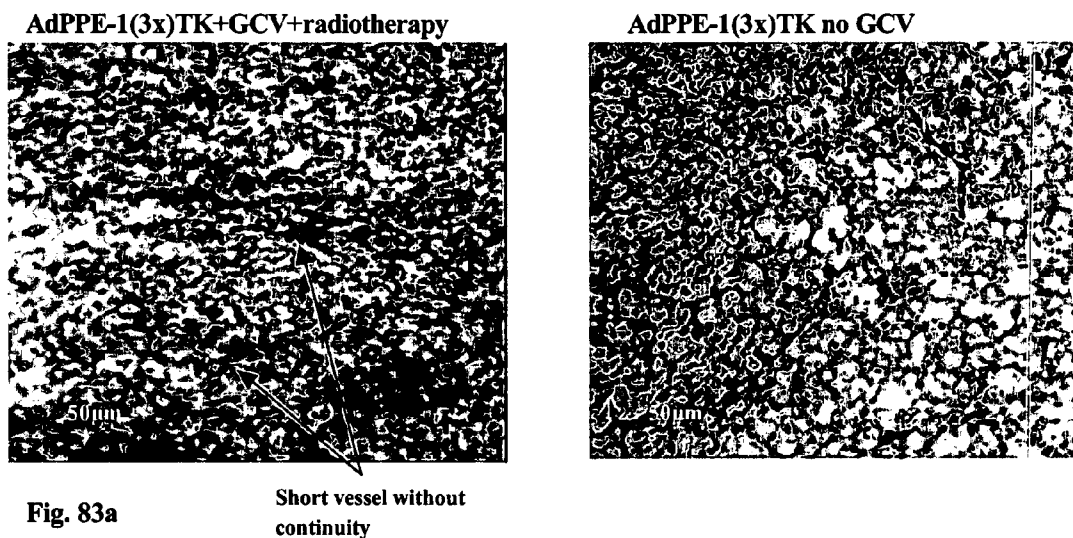 AdPPE-1(3x)TK+GCV+radiotherapy
AdPPE-1(3x)TK no GCV
50µm
50µm
Fig. 83a
Short vessel without
continuity